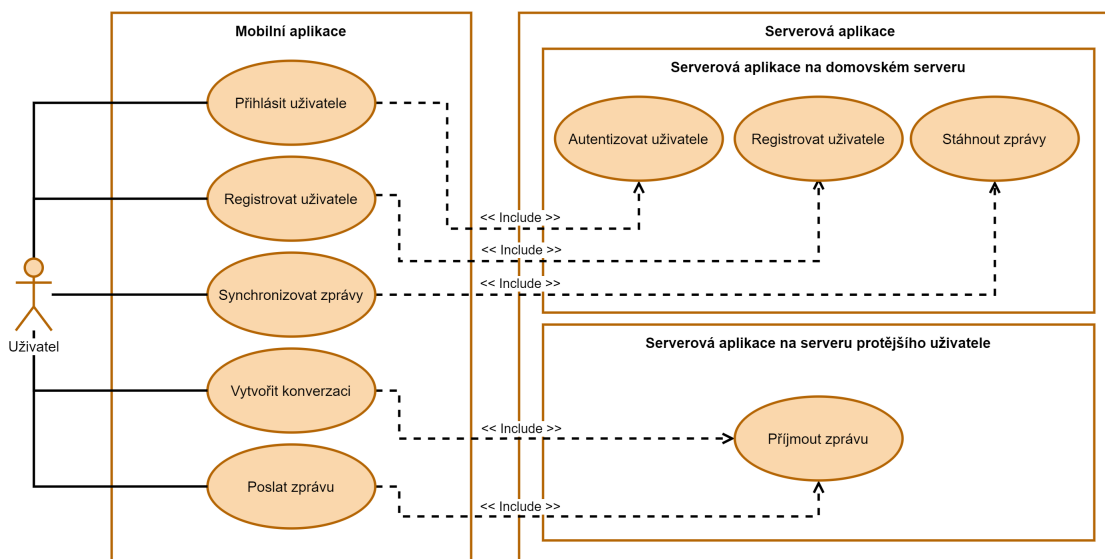 Mobilní aplikace
Serverová aplikace
Serverová aplikace na domovském serveru
Přihlásit uživatele
Autentizovat uživatele
Registrovat uživatele
Stáhnout zprávy
Registrovat uživatele
<< Include >>
<< Include >>
<< Include >>
Synchronizovat zprávy
Uživatel
Serverová aplikace na serveru protějšího uživatele
Vytvořit konverzaci
<< Include >>
Příjmout zprávu
Poslat zprávu
<< Include >>